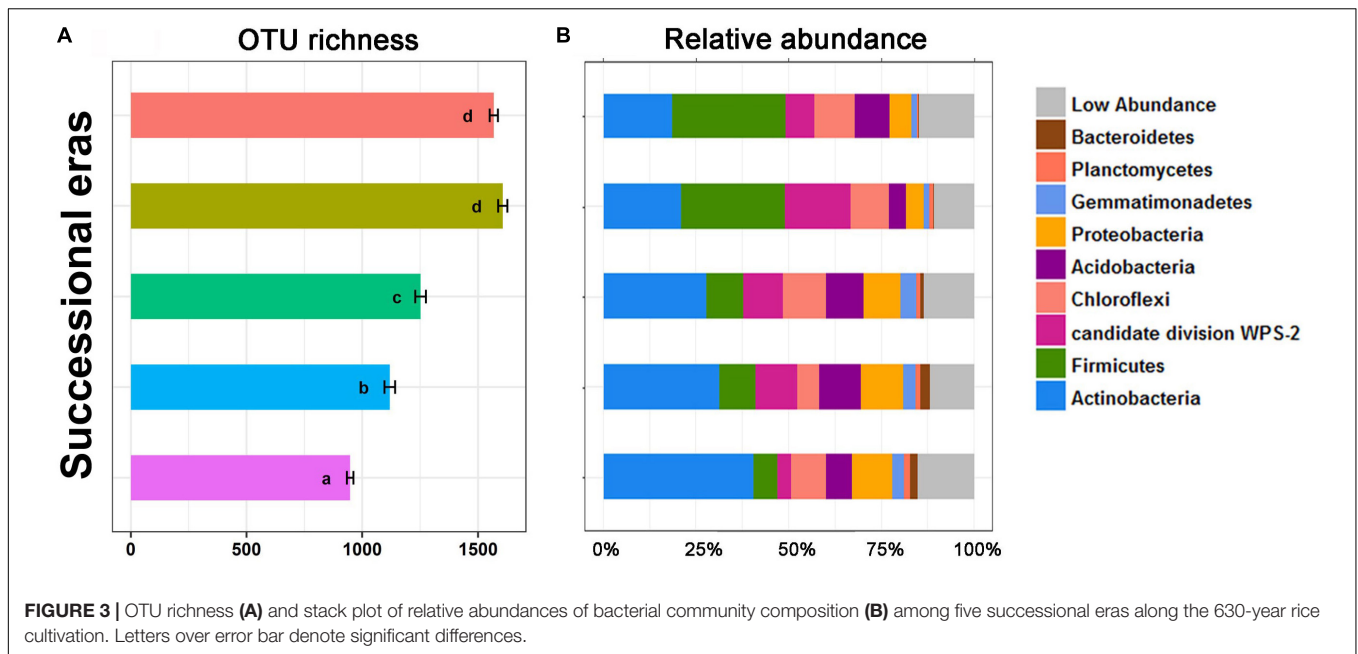 A
OTU richness
B
Relative abundance
Successional eras
d
d
c
b
a
0
500
1000
1500
0%
25%
50%
75%
100%
Low Abundance
Bacteroidetes
Planctomycetes
Gemmatimonadetes
Proteobacteria
Acidobacteria
Chloroflexi
candidate division WPS-2
Firmicutes
Actinobacteria
FIGURE 3 | OTU richness (A) and stack plot of relative abundances of bacterial community composition (B) among five successional eras along the 630-year rice
cultivation. Letters over error bar denote significant differences.